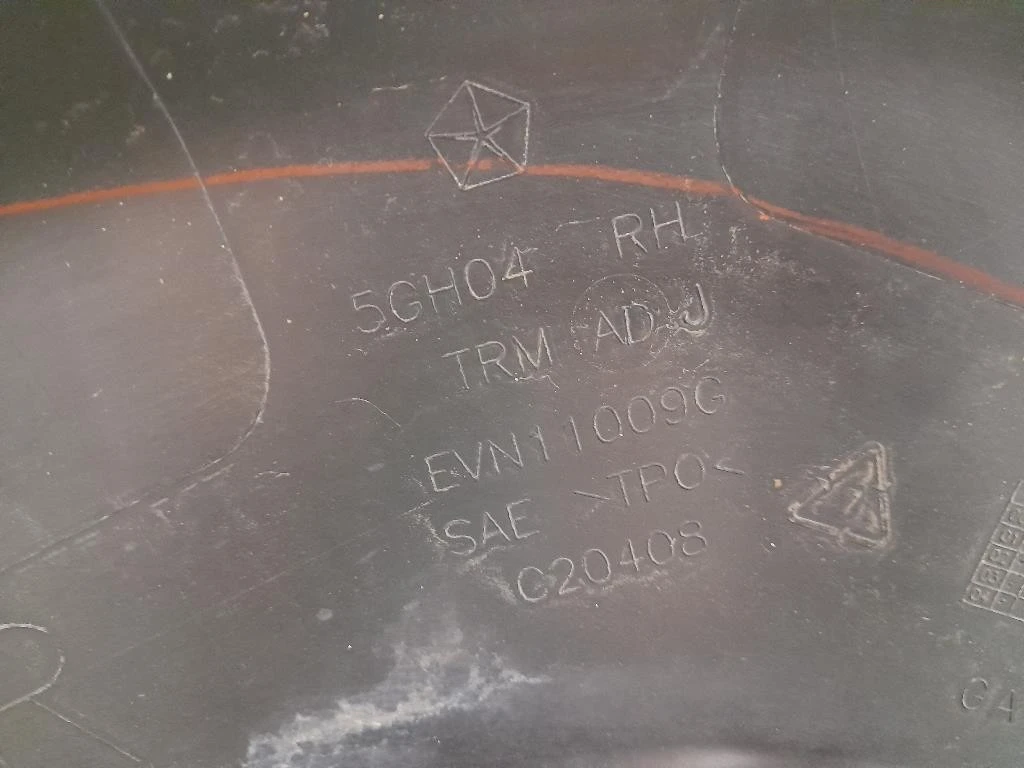 5GH04 RH
TRM AD J
EVN11009G
SAE >TPO<
C20408